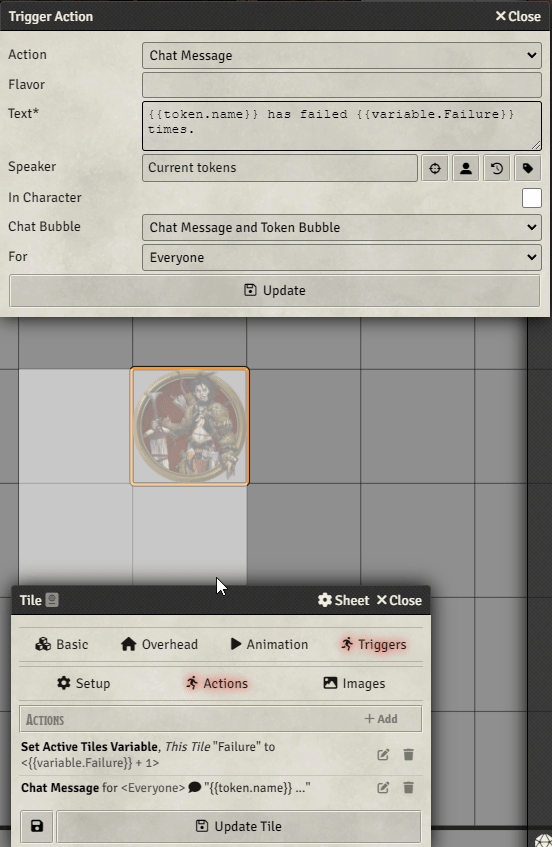 Trigger Action
Close
Action
Chat Message
Flavor
Text*
{{token.name}} has failed {{variable.Failure}}
times.
Speaker
Current tokens
In Character
Chat Bubble
Chat Message and Token Bubble
For
Everyone
Update
Tile
Sheet
Close
Basic
Overhead
Animation
Triggers
Setup
Actions
Images
Actions
+ Add
Set Active Tiles Variable, This Tile "Failure" to
<{{variable.Failure}} + 1>
Chat Message for <Everyone> "{{token.name}} ..."
Update Tile